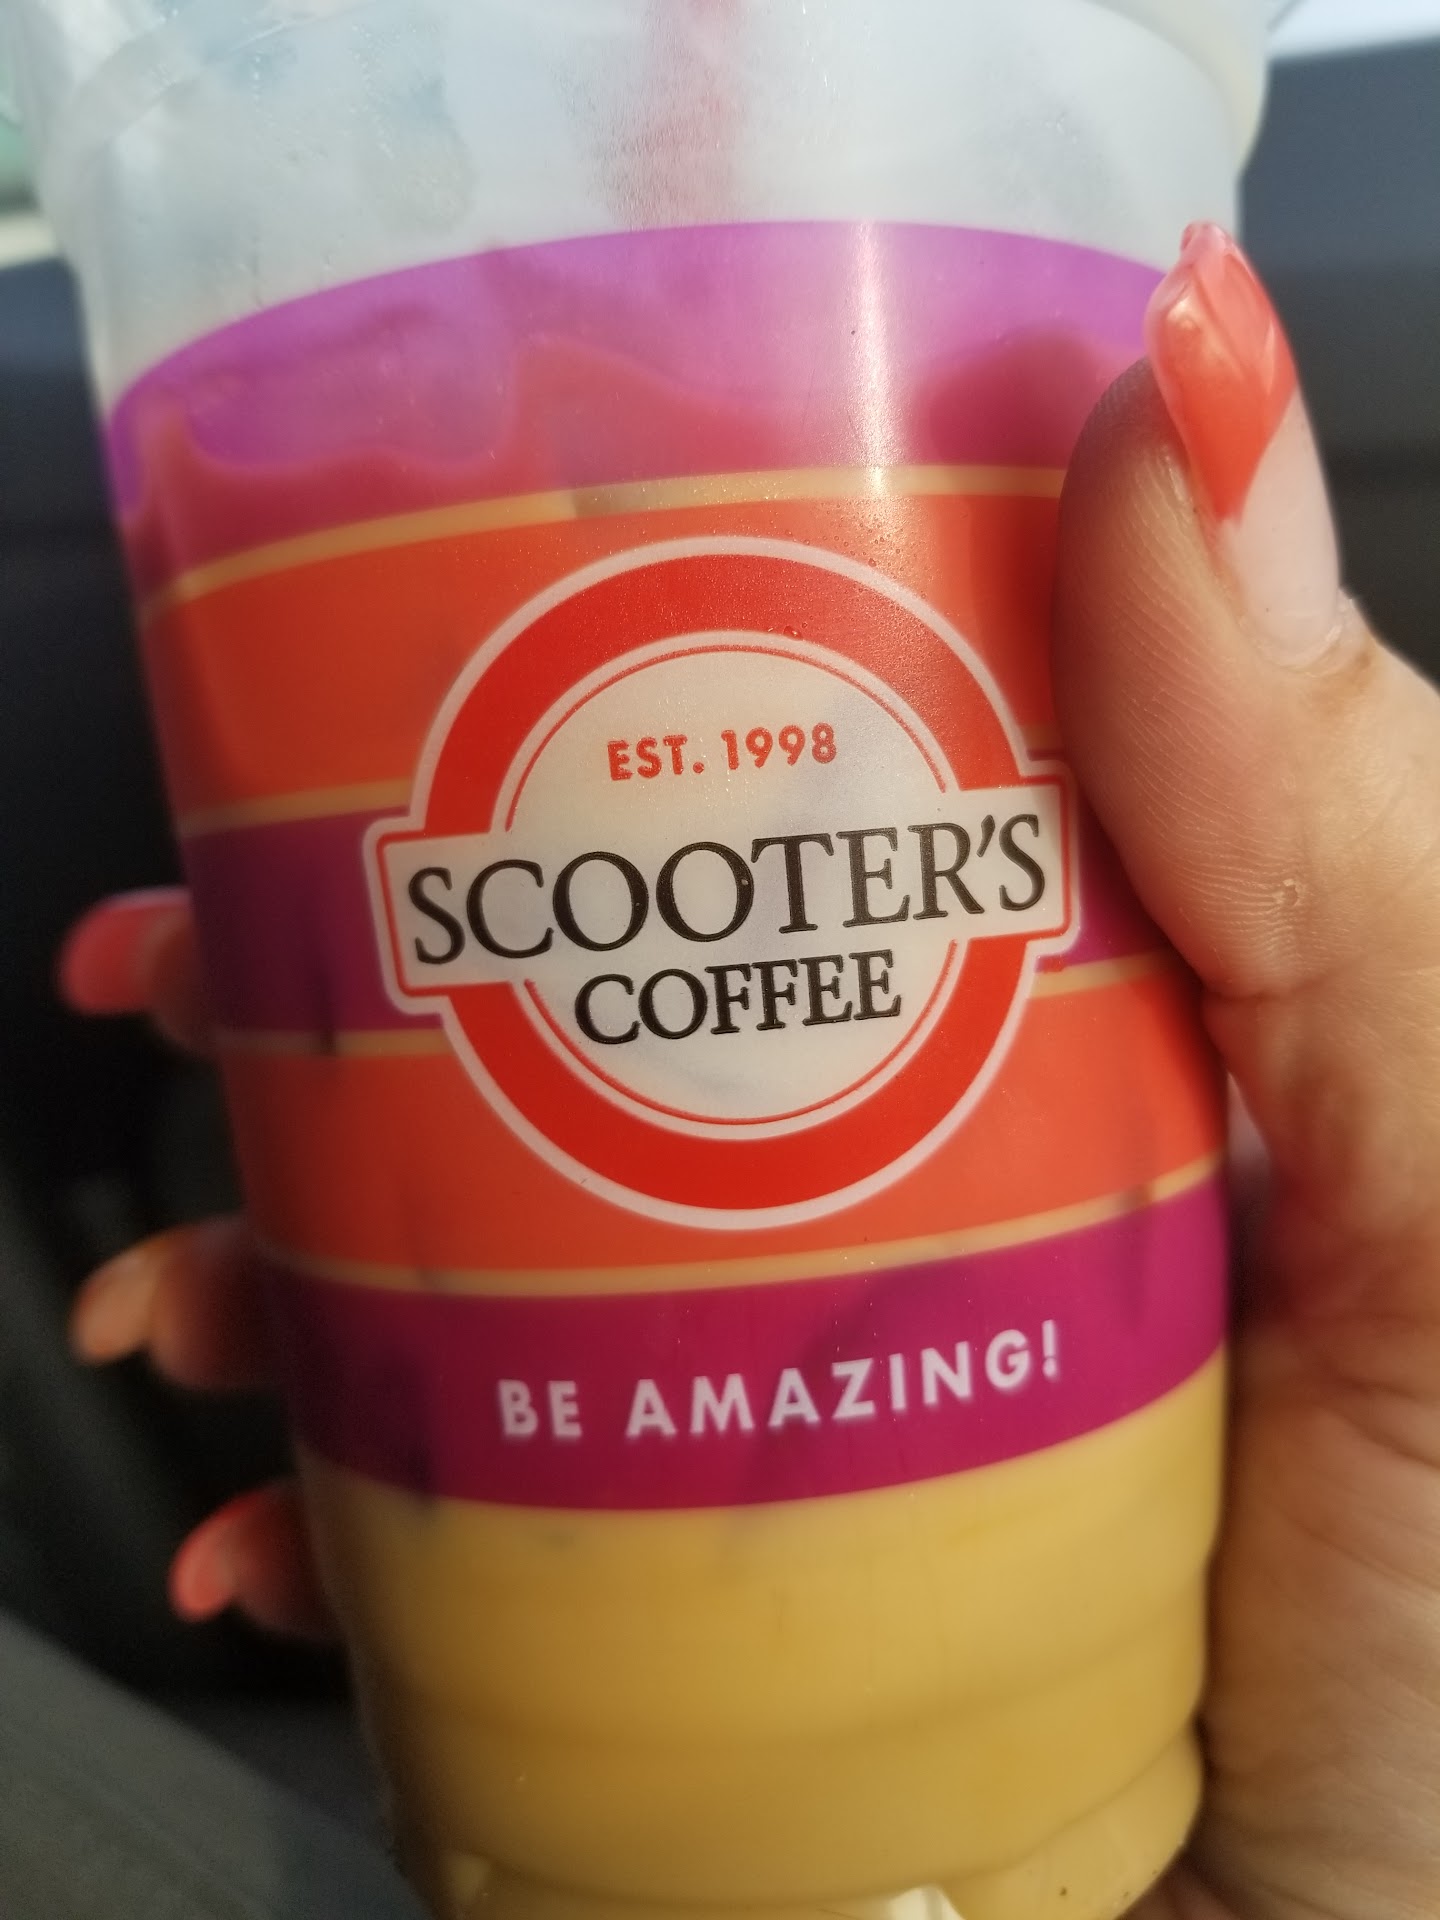 EST. 1998
SCOOTER'S
COFFEE
BE AMAZING!